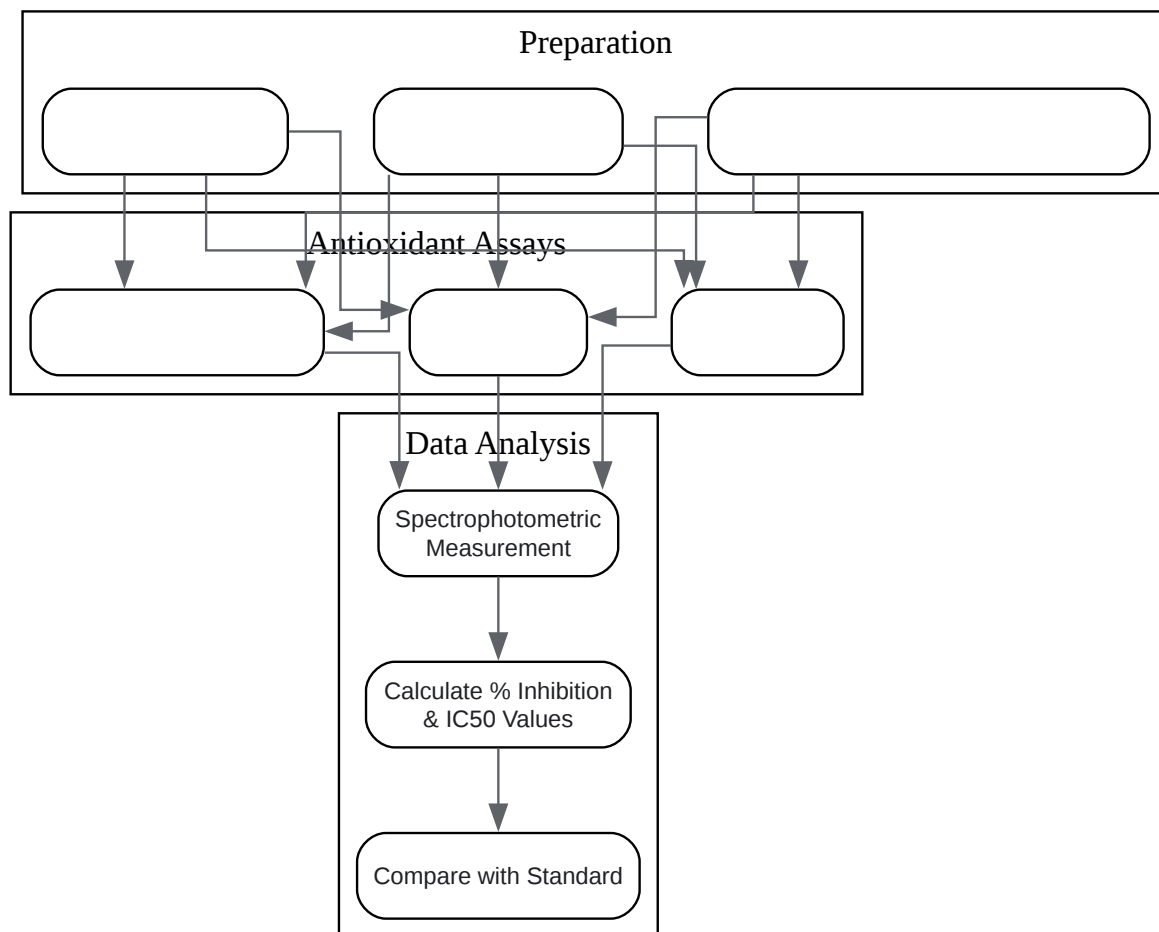 Preparation
Antioxidant Assays
Data Analysis
Spectrophotometric
Measurement
Calculate % Inhibition
& IC50 Values
Compare with Standard